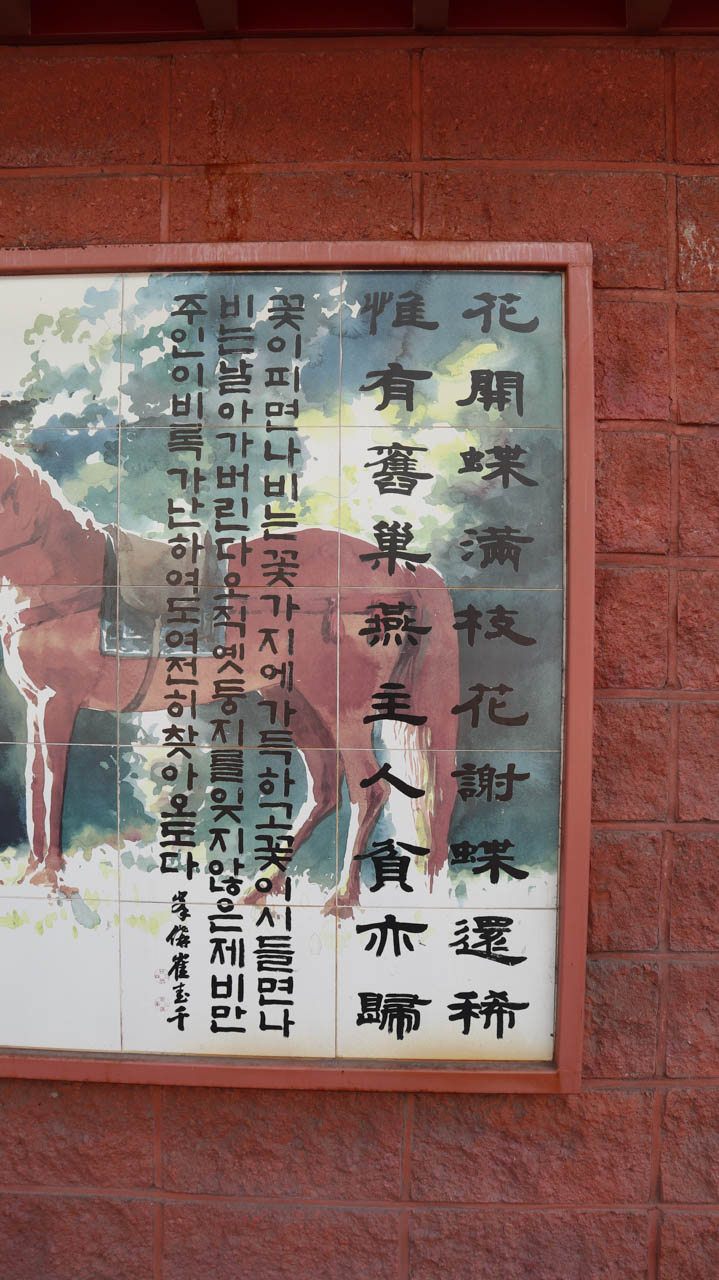 花開蝶滿枝花謝蝶還稀
惟有舊巢燕主人貧亦歸
꽃이피면나비는꽃가지에가득하고꽃이시들면나
비는날아가버린다오직옛둥지를잊지않은제비만
주인이비록가난하여도여전히찾아오도다